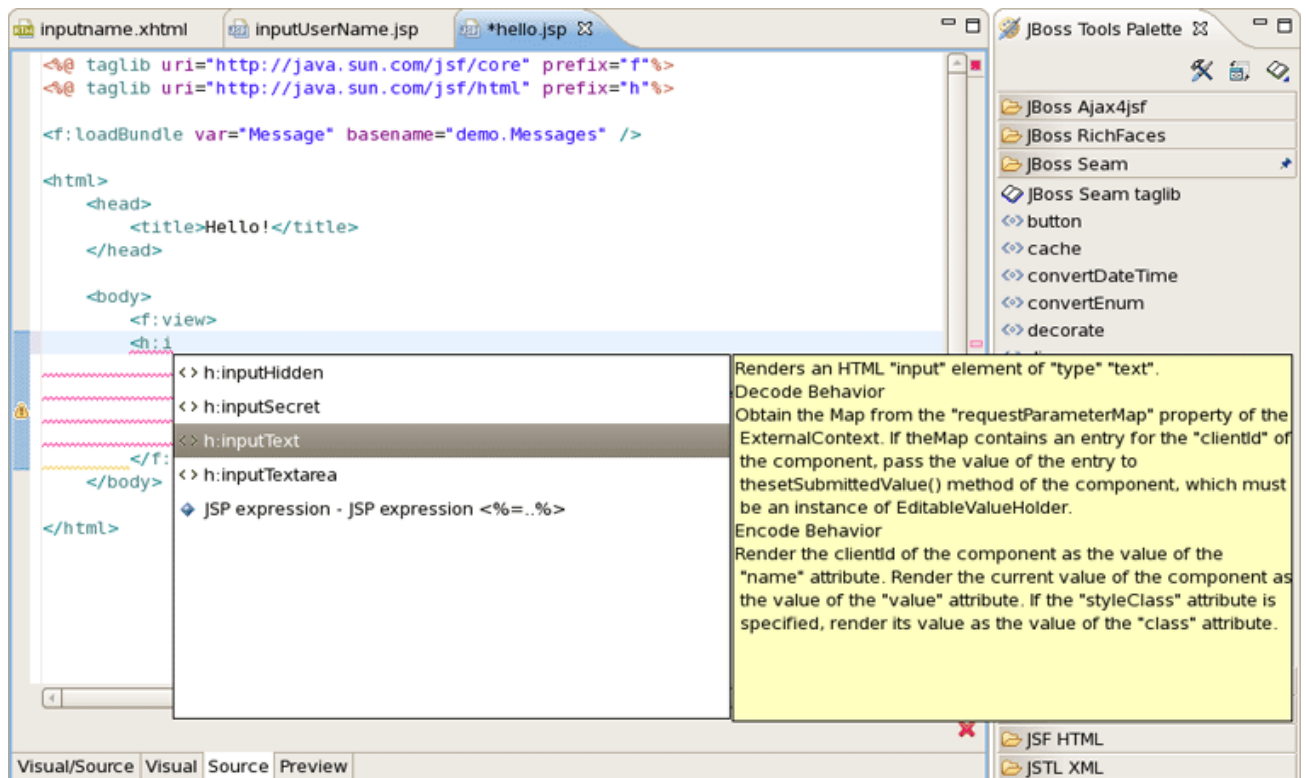 inputname.xhtml
inputUserName.jsp
*hello.jsp
<%@ taglib uri="http://java.sun.com/jsf/core" prefix="f"%>
<%@ taglib uri="http://java.sun.com/jsf/html" prefix="h"%>
<f:loadBundle var="Message" basename="demo.Messages" />
<html>
<head>
<title>Hello!</title>
</head>
<body>
<f:view>
<h:i
</f:
</body>
</html>
h:inputHidden
h:inputSecret
h:inputText
h:inputTextarea
JSP expression - JSP expression <%=..%>
Renders an HTML "input" element of "type" "text".
Decode Behavior
Obtain the Map from the "requestParameterMap" property of the
ExternalContext. If theMap contains an entry for the "clientId" of
the component, pass the value of the entry to
thesetSubmittedValue() method of the component, which must
be an instance of EditableValueHolder.
Encode Behavior
Render the clientId of the component as the value of the
"name" attribute. Render the current value of the component as
the value of the "value" attribute. If the "styleClass" attribute is
specified, render its value as the value of the "class" attribute.
Visual/Source Visual Source Preview
JBoss Tools Palette
JBoss Ajax4jsf
JBoss RichFaces
JBoss Seam
JBoss Seam taglib
button
cache
convertDateTime
convertEnum
decorate
JSF HTML
JSTL XML